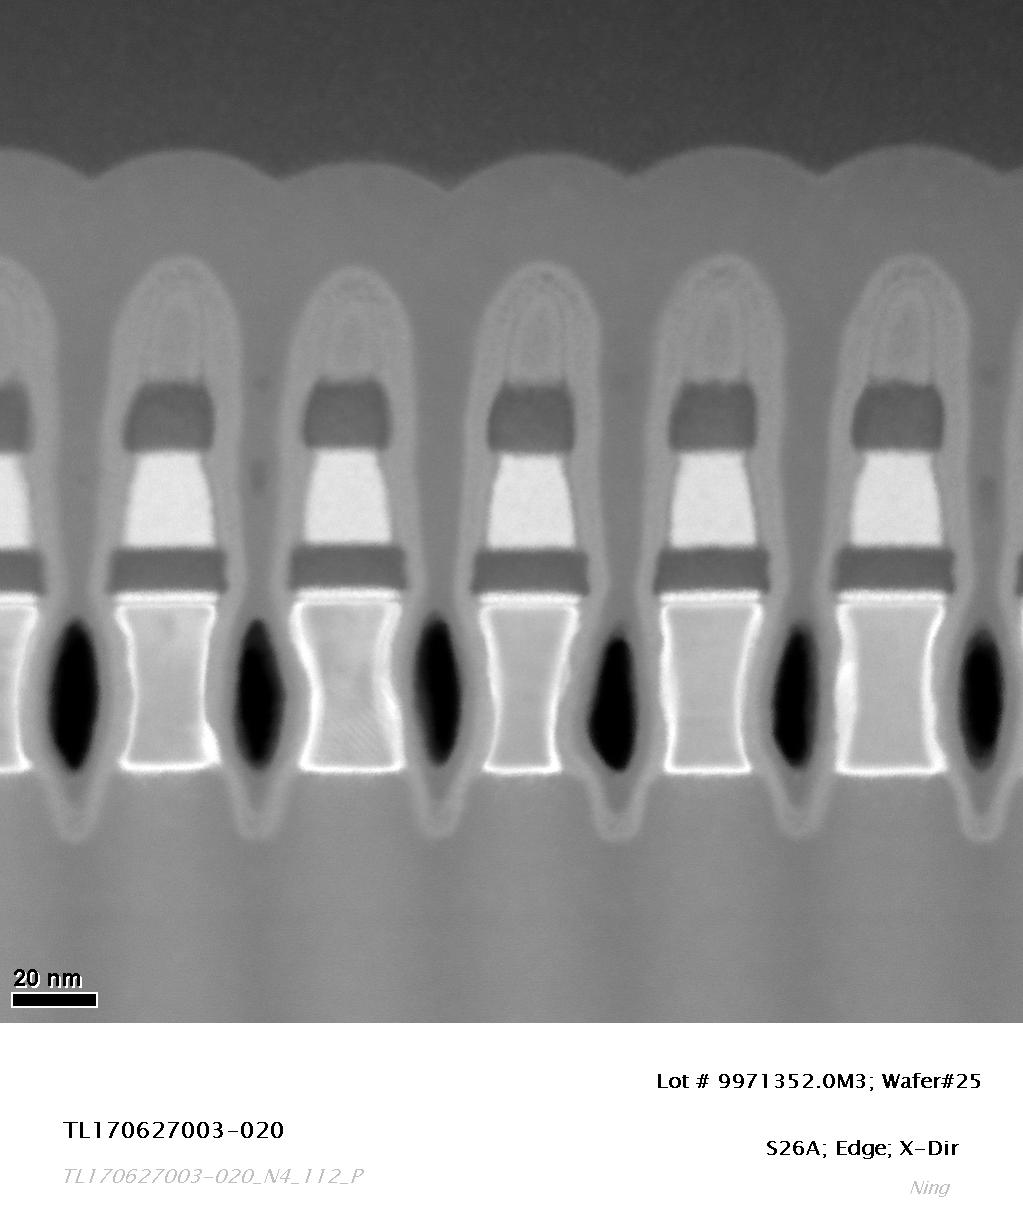 20 nm
Lot # 9971352.0M3; Wafer#25
TL170627003-020
S26A; Edge; X-Dir
TL170627003-020_N4_112_P
Ning